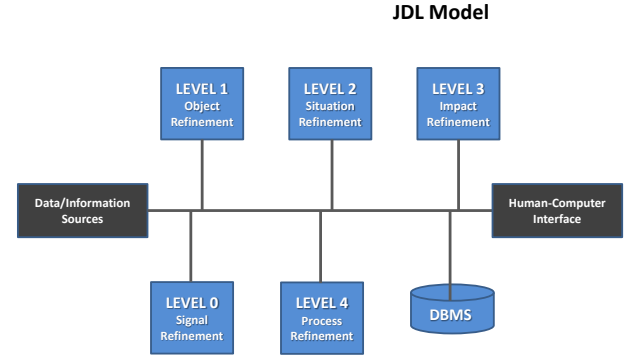 JDL Model
LEVEL 1
Object
Refinement
LEVEL 2
Situation
Refinement
LEVEL 3
Impact
Refinement
Data/Information
Sources
Human-Computer
Interface
LEVEL 0
Signal
Refinement
LEVEL 4
Process
Refinement
DBMS